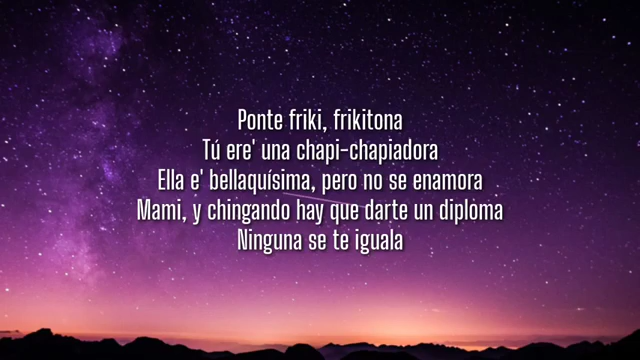 Ponte friki, frikitona
Tú ere' una chapi-chapiadora
Ella e' bellaquísima, pero no se enamora
Mami, y chingando hay que darte un diploma
Ninguna se te iguala